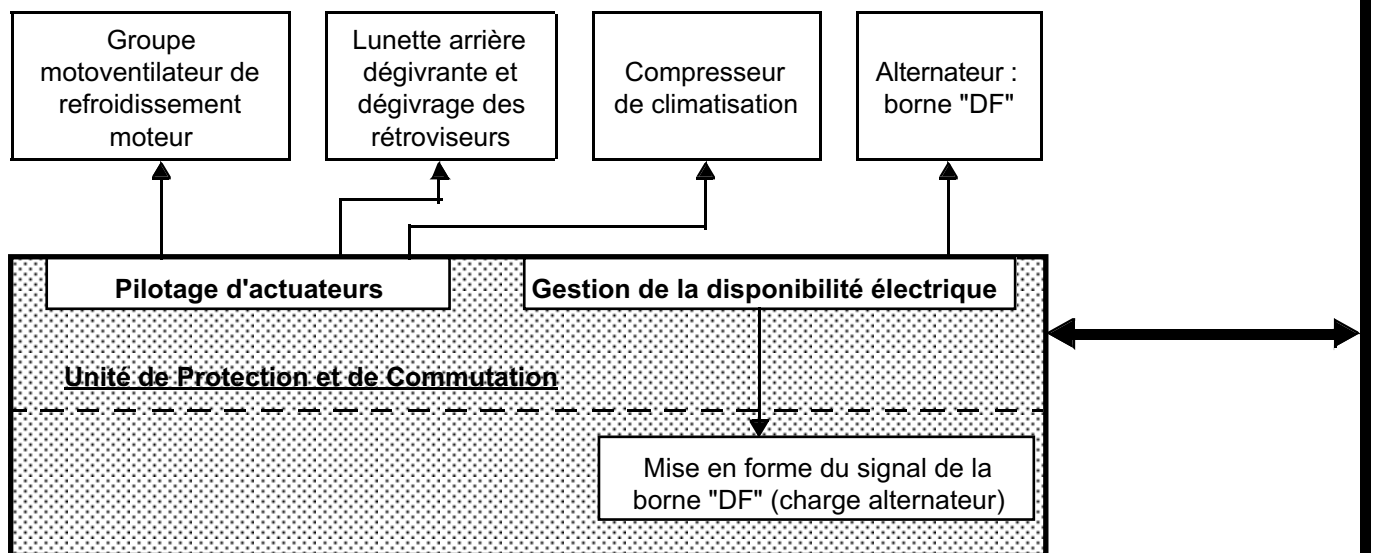 Groupe
motoventilateur de
refroidissement
moteur
Lunette arrière
dégivrante et
dégivrage des
rétroviseurs
Compresseur
de climatisation
Alternateur :
borne "DF"
Pilotage d'actuateurs
Gestion de la disponibilité électrique
Unité de Protection et de Commutation
Mise en forme du signal de la
borne "DF" (charge alternateur)